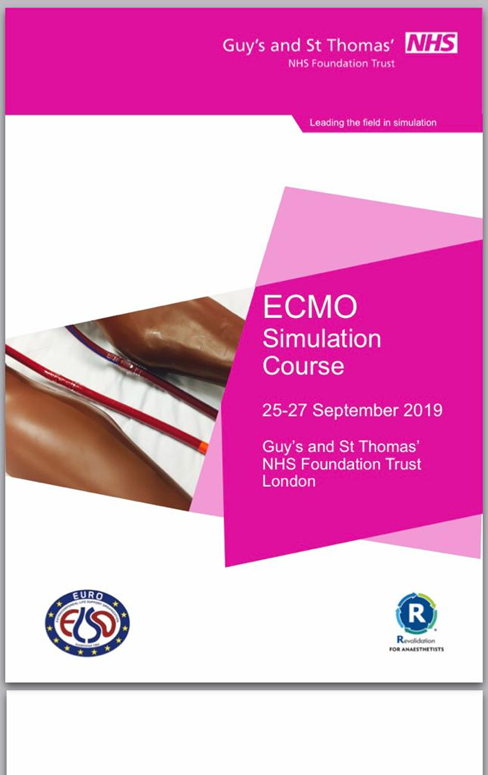 Guy's and St Thomas' NHS
NHS Foundation Trust
Leading the field in simulation
ECMO
Simulation
Course
25-27 September 2019
Guy's and St Thomas'
NHS Foundation Trust
London
EURO
ELSO
R
Revalidation
FOR ANAESTHETISTS